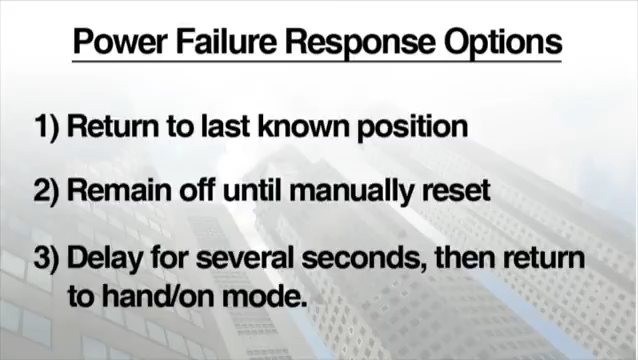 Power Failure Response Options
1) Return to last known position
2) Remain off until manually reset
3) Delay for several seconds, then return
to hand/on mode.